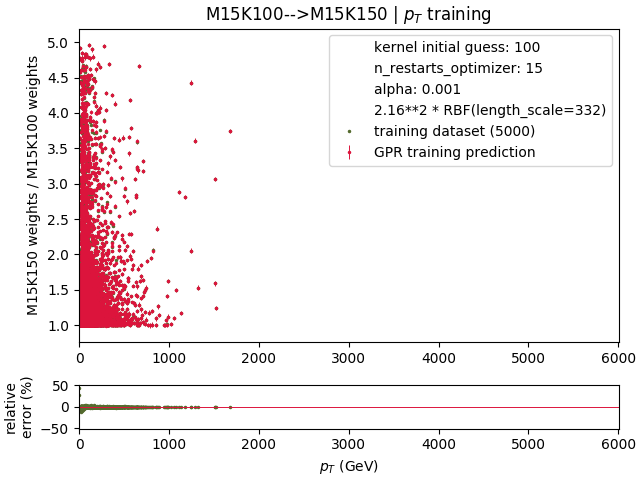 M15K100-->M15K150 | $p_T$ training
M15K150 weights / M15K100 weights
5.0
4.5
4.0
3.5
3.0
2.5
2.0
1.5
1.0
kernel initial guess: 100
n_restarts_optimizer: 15
alpha: 0.001
2.16**2 * RBF(length_scale=332)
training dataset (5000)
GPR training prediction
0 1000 2000 3000 4000 5000 6000
relative
error (%)
50
0
−50
0 1000 2000 3000 4000 5000 6000
$p_T$ (GeV)